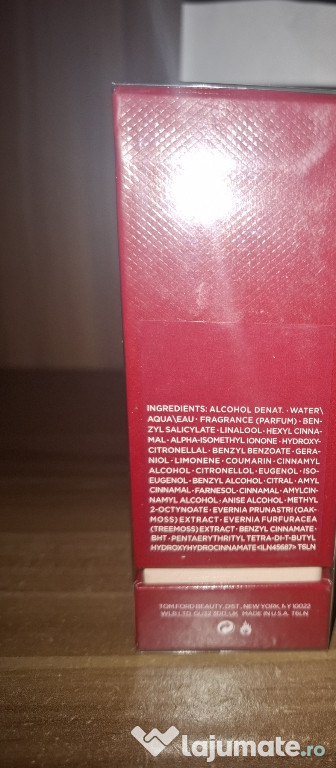 INGREDIENTS: ALCOHOL DENAT. · WATER\
AQUA\EAU · FRAGRANCE (PARFUM) · BEN-
ZYL SALICYLATE · LINALOOL · HEXYL CINNA-
MAL · ALPHA-ISOMETHYL IONONE · HYDROXY-
CITRONELLAL · BENZYL BENZOATE · GERA-
NIOL · LIMONENE · COUMARIN · CINNAMYL
ALCOHOL · CITRONELLOL · EUGENOL · ISO-
EUGENOL · BENZYL ALCOHOL · CITRAL · AMYL
CINNAMAL · FARNESOL · CINNAMAL · AMYLCIN-
NAMYL ALCOHOL · ANISE ALCOHOL · METHYL
2-OCTYNOATE · EVERNIA PRUNASTRI (OAK-
MOSS) EXTRACT · EVERNIA FURFURACEA
(TREEMOSS) EXTRACT · BENZYL CINNAMATE ·
BHT · PENTAERYTHRITYL TETRA-DI-T-BUTYL
HYDROXYHYDROCINNAMATE <ILN45687> T6LN
TOM FORD BEAUTY, DIST., NEW YORK, NY 10022
MADE IN U.S.A. T6LN
lajumate.ro